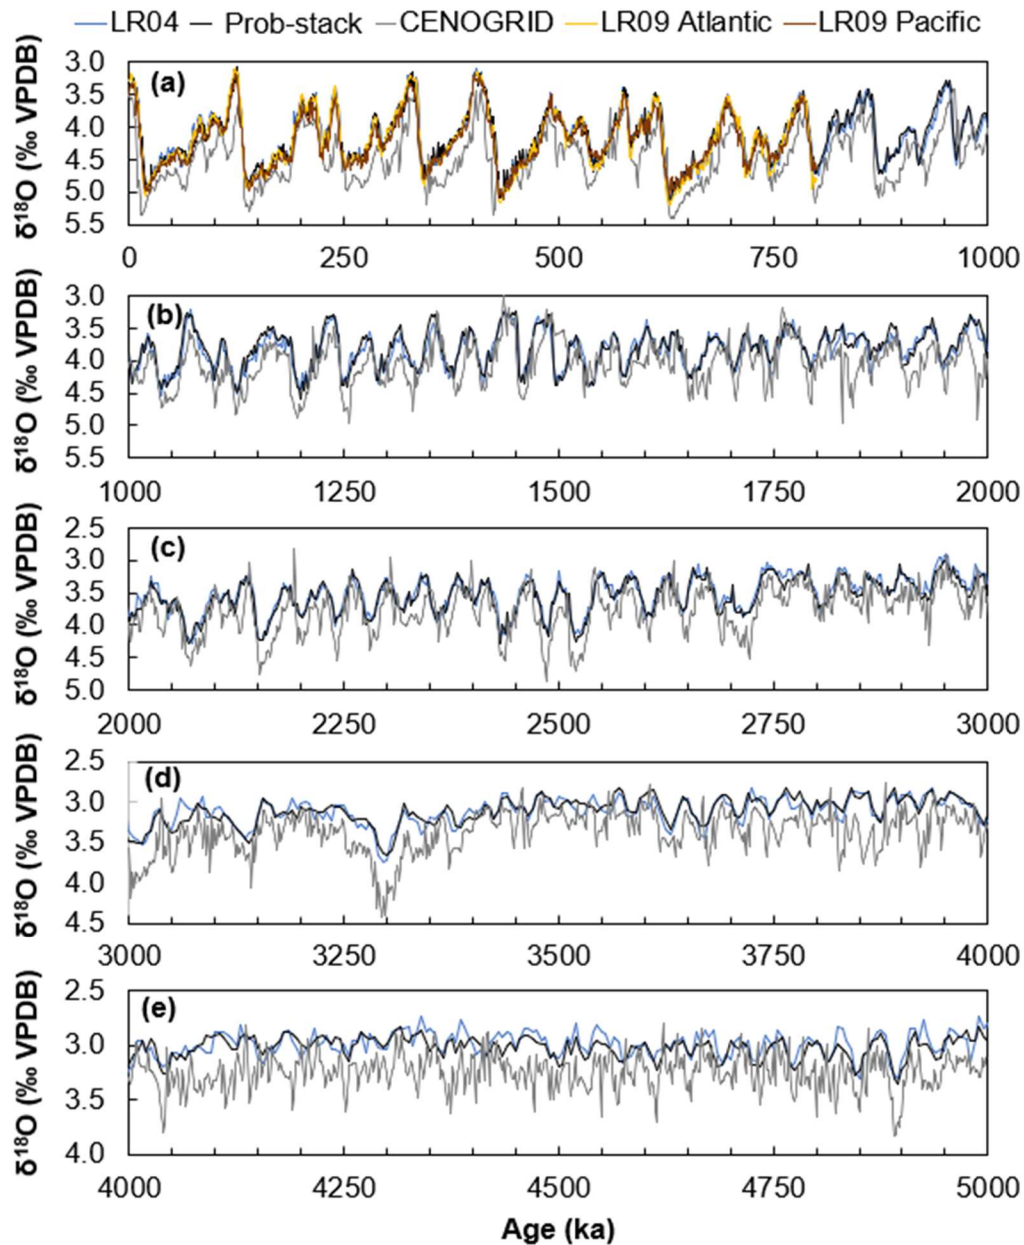 LR04 Prob-stack CENOGRID LR09 Atlantic LR09 Pacific
(a)
δ¹⁸O (‰ VPDB)
3.0
3.5
4.0
4.5
5.0
5.5
0 250 500 750 1000
(b)
δ¹⁸O (‰ VPDB)
3.0
3.5
4.0
4.5
5.0
5.5
1000 1250 1500 1750 2000
(c)
δ¹⁸O (‰ VPDB)
2.5
3.0
3.5
4.0
4.5
5.0
2000 2250 2500 2750 3000
(d)
δ¹⁸O (‰ VPDB)
2.5
3.0
3.5
4.0
4.5
3000 3250 3500 3750 4000
(e)
δ¹⁸O (‰ VPDB)
2.5
3.0
3.5
4.0
4000 4250 4500 4750 5000
Age (ka)